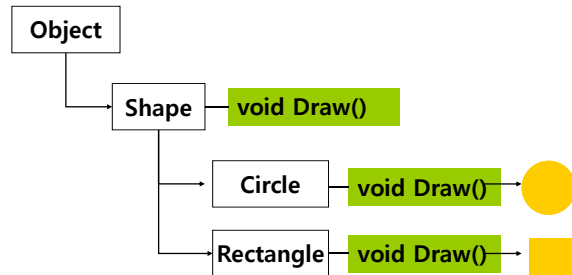 Object
Shape void Draw()
Circle void Draw()
Rectangle void Draw()